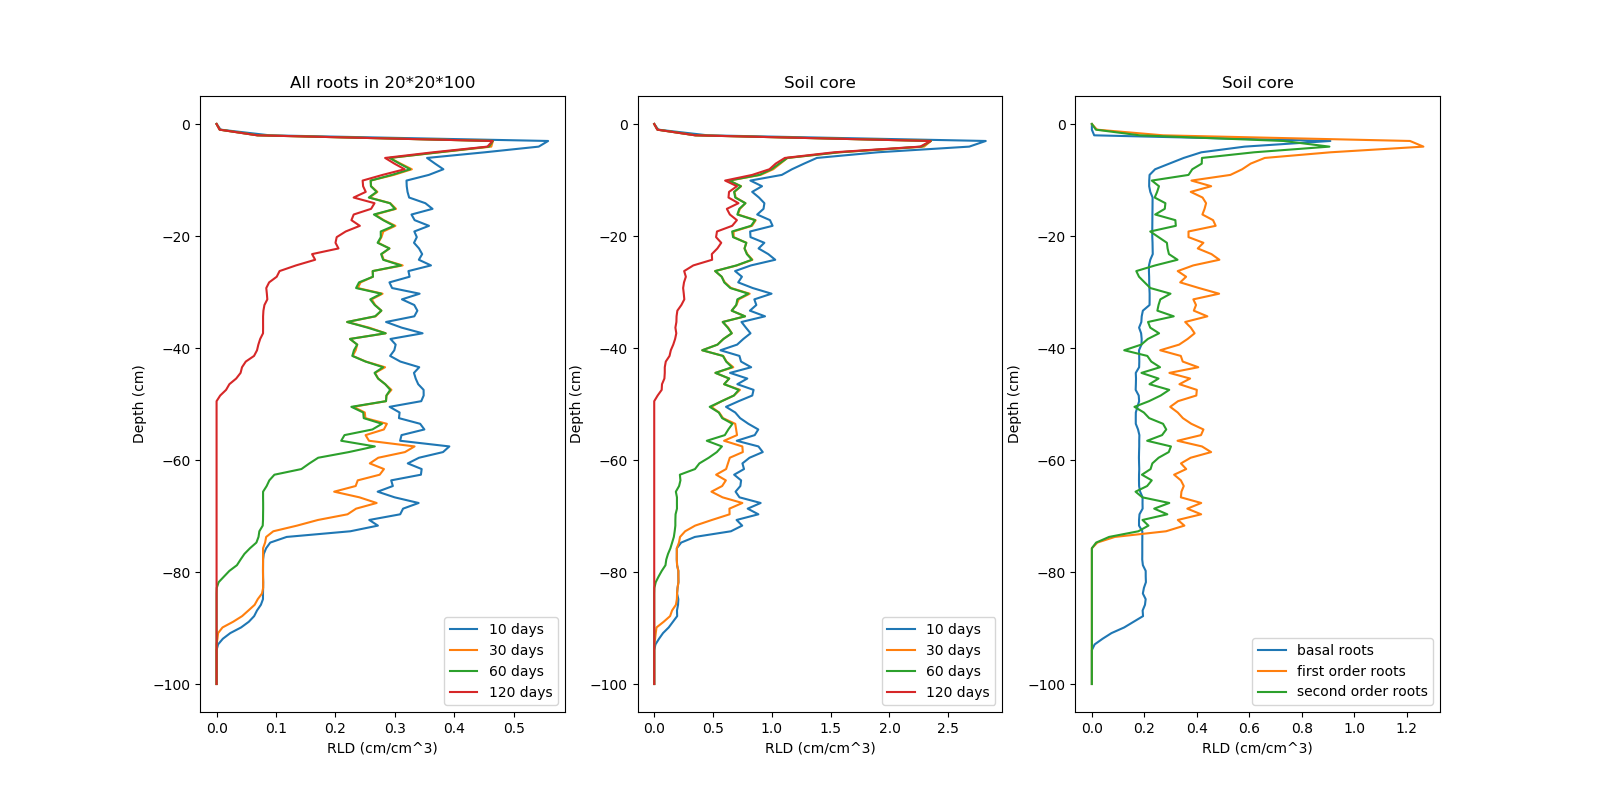 All roots in 20*20*100
0
−20
−40
−60
−80
−100
Depth (cm)
0.0 0.1 0.2 0.3 0.4 0.5
RLD (cm/cm^3)
10 days
30 days
60 days
120 days
Soil core
0
−20
−40
−60
−80
−100
Depth (cm)
0.0 0.5 1.0 1.5 2.0 2.5
RLD (cm/cm^3)
10 days
30 days
60 days
120 days
Soil core
0
−20
−40
−60
−80
−100
Depth (cm)
0.0 0.2 0.4 0.6 0.8 1.0 1.2
RLD (cm/cm^3)
basal roots
first order roots
second order roots